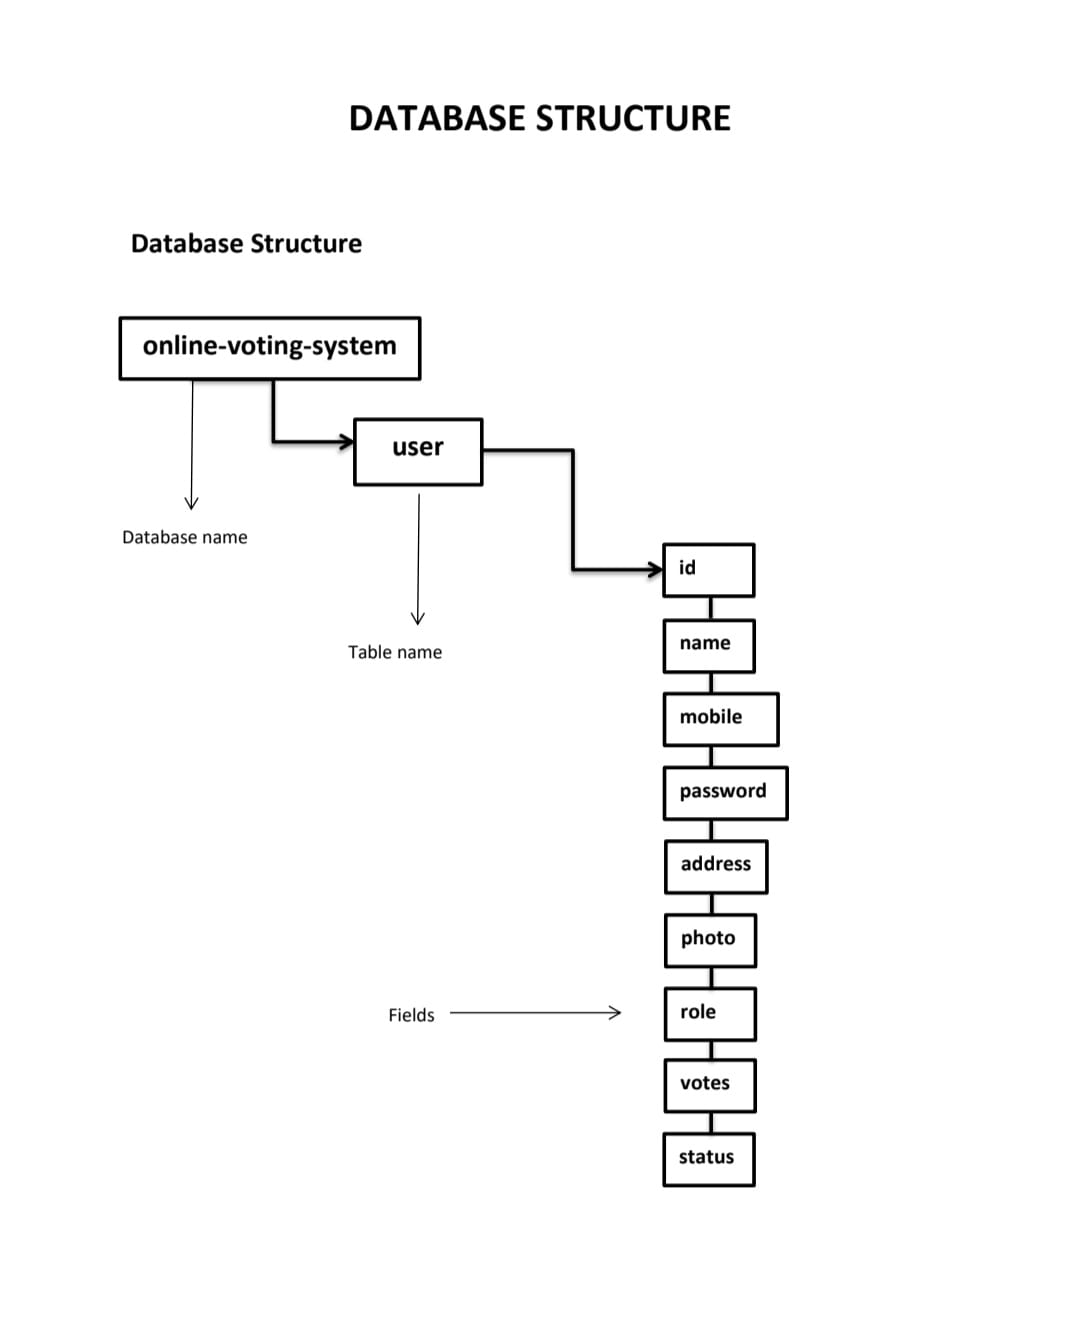 DATABASE STRUCTURE
Database Structure
online-voting-system
user
Database name
Table name
id
name
mobile
password
address
photo
Fields
role
votes
status